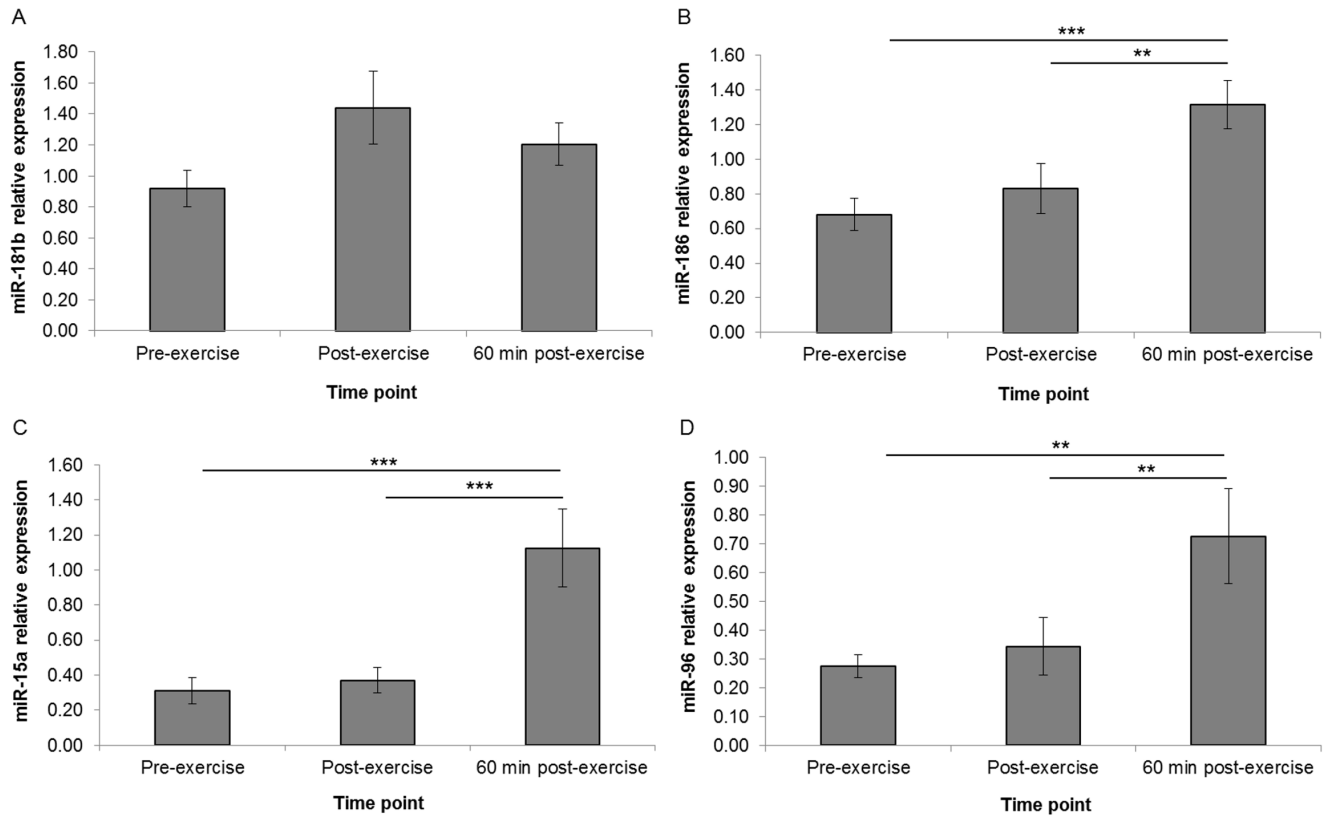 A
miR-181b relative expression
1.80
1.60
1.40
1.20
1.00
0.80
0.60
0.40
0.20
0.00
Pre-exercise Post-exercise 60 min post-exercise
Time point
B
miR-186 relative expression
***
**
1.60
1.40
1.20
1.00
0.80
0.60
0.40
0.20
0.00
Pre-exercise Post-exercise 60 min post-exercise
Time point
C
miR-15a relative expression
***
***
1.60
1.40
1.20
1.00
0.80
0.60
0.40
0.20
0.00
Pre-exercise Post-exercise 60 min post-exercise
Time point
D
miR-96 relative expression
**
**
1.00
0.90
0.80
0.70
0.60
0.50
0.40
0.30
0.20
0.10
0.00
Pre-exercise Post-exercise 60 min post-exercise
Time point